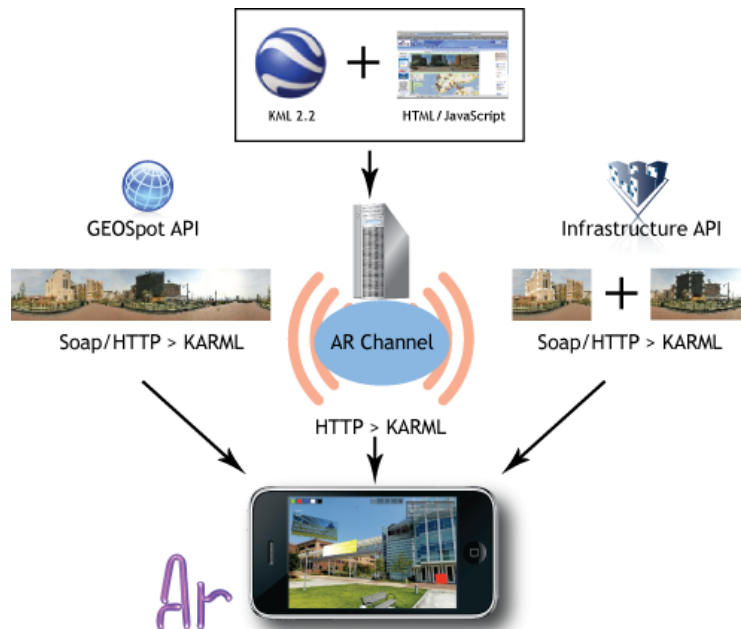 KML 2.2
HTML/JavaScript
GEOSpot API
Infrastructure API
Soap/HTTP > KARML
AR Channel
Soap/HTTP > KARML
HTTP > KARML
Ar